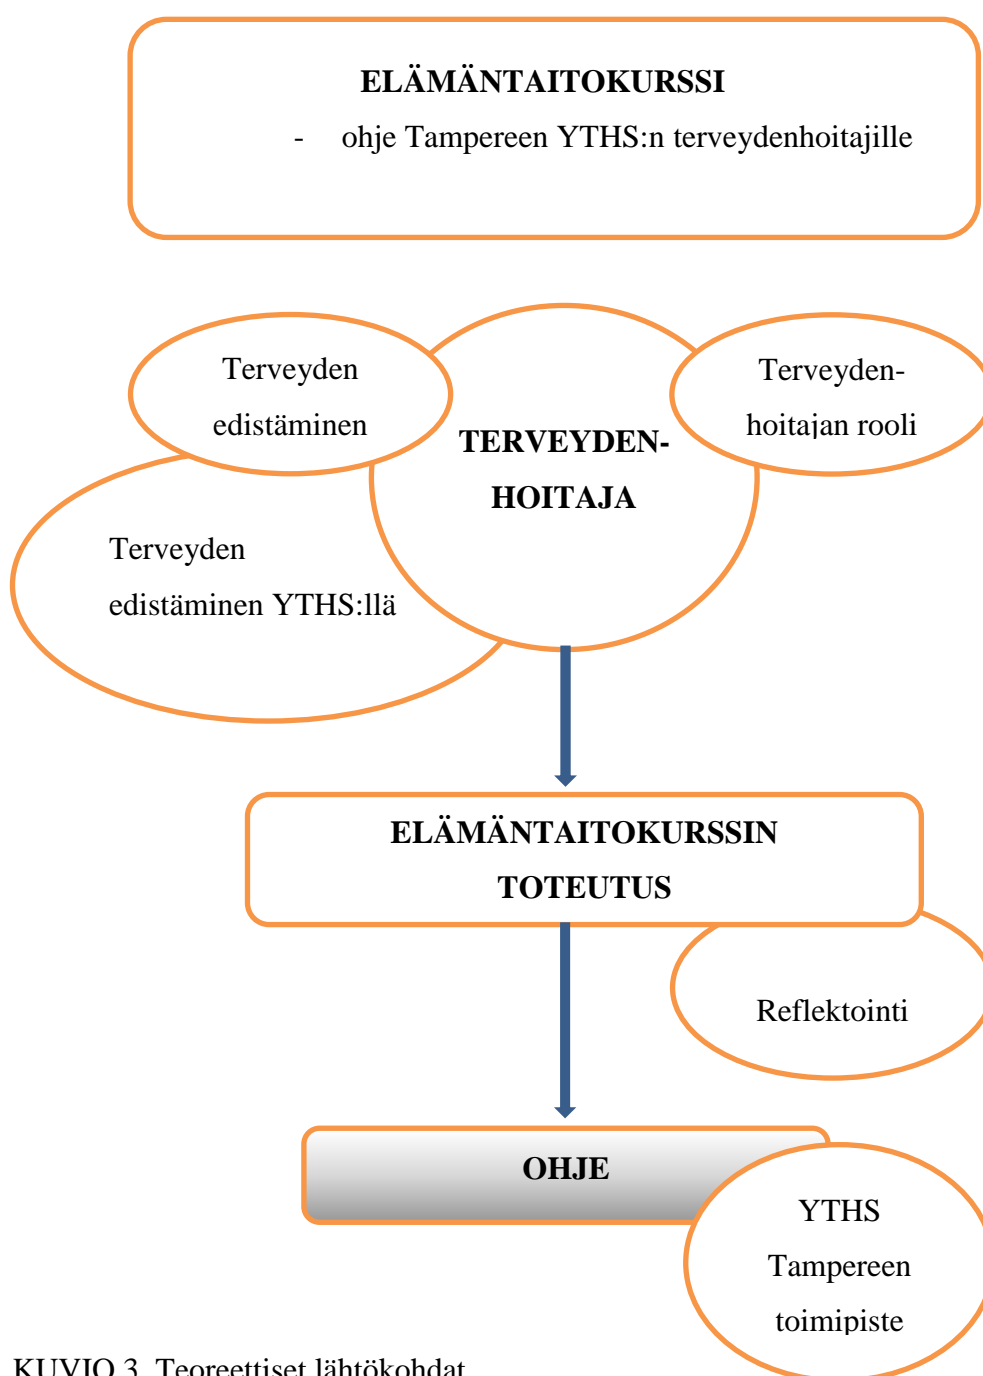 ELÄMÄNTAITOKURSSI
- ohje Tampereen YTHS:n terveydenhoitajille
Terveyden
edistäminen
TERVEYDEN-
HOITAJA
Terveyden-
hoitajan rooli
Terveyden
edistäminen YTHS:llä
ELÄMÄNTAITOKURSSIN
TOTEUTUS
Reflektointi
OHJE
YTHS
Tampereen
toimipiste
KUVIO 3. Teoreettiset lähtökohdat